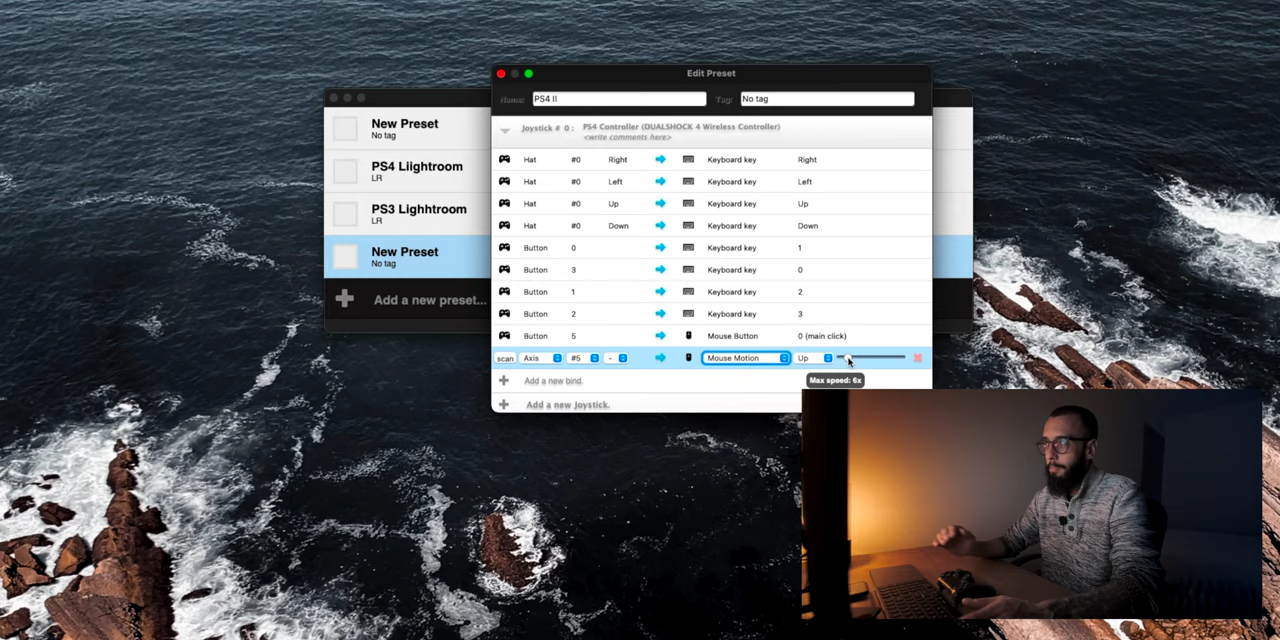 Edit Preset
Name: PS4 II Tag: No tag
New Preset
No tag
PS4 Liightroom
LR
PS3 Lighhtroom
LR
New Preset
No tag
Add a new preset...
Joystick # 0 : PS4 Controller (DUALSHOCK 4 Wireless Controller)
<write comments here>
Hat #0 Right Keyboard key Right
Hat #0 Left Keyboard key Left
Hat #0 Up Keyboard key Up
Hat #0 Down Keyboard key Down
Button 0 Keyboard key 1
Button 3 Keyboard key 0
Button 1 Keyboard key 2
Button 2 Keyboard key 3
Button 5 Mouse Button 0 (main click)
scan Axis #5 - Mouse Motion Up
Max speed: 6x
Add a new bind.
Add a new Joystick.